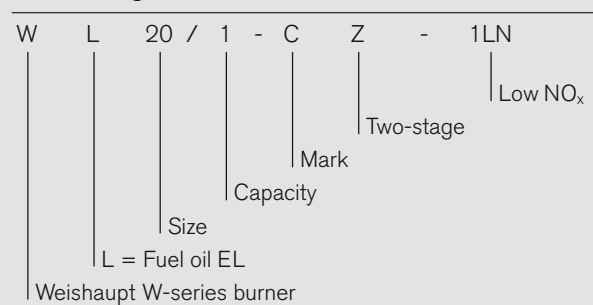 W L 20 / 1 - C Z - 1LN
Low NOₓ
Two-stage
Mark
Capacity
Size
L = Fuel oil EL
Weishaupt W-series burner